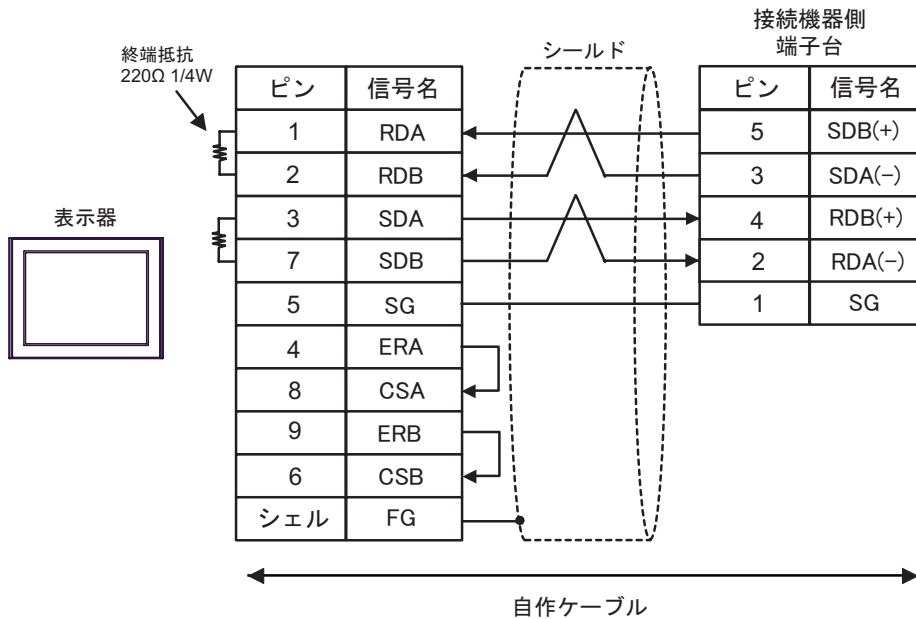 接続機器側
端子台
終端抵抗
220Ω 1/4W
シールド
ピン 信号名
1 RDA
2 RDB
3 SDA
7 SDB
5 SG
4 ERA
8 CSA
9 ERB
6 CSB
シェル FG
ピン 信号名
5 SDB(+)
3 SDA(−)
4 RDB(+)
2 RDA(−)
1 SG
表示器
自作ケーブル